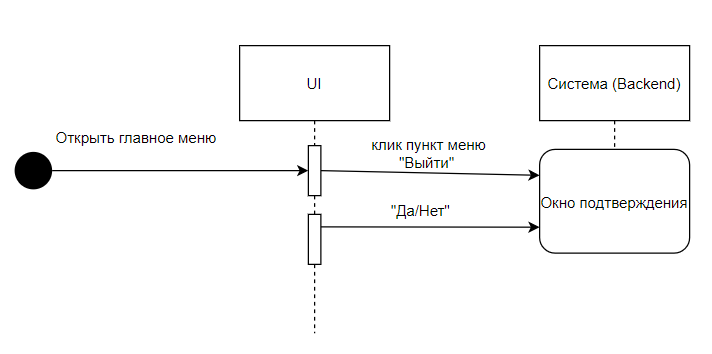 UI
Система (Backend)
Открыть главное меню
клик пункт меню
"Выйти"
Окно подтверждения
"Да/Нет"